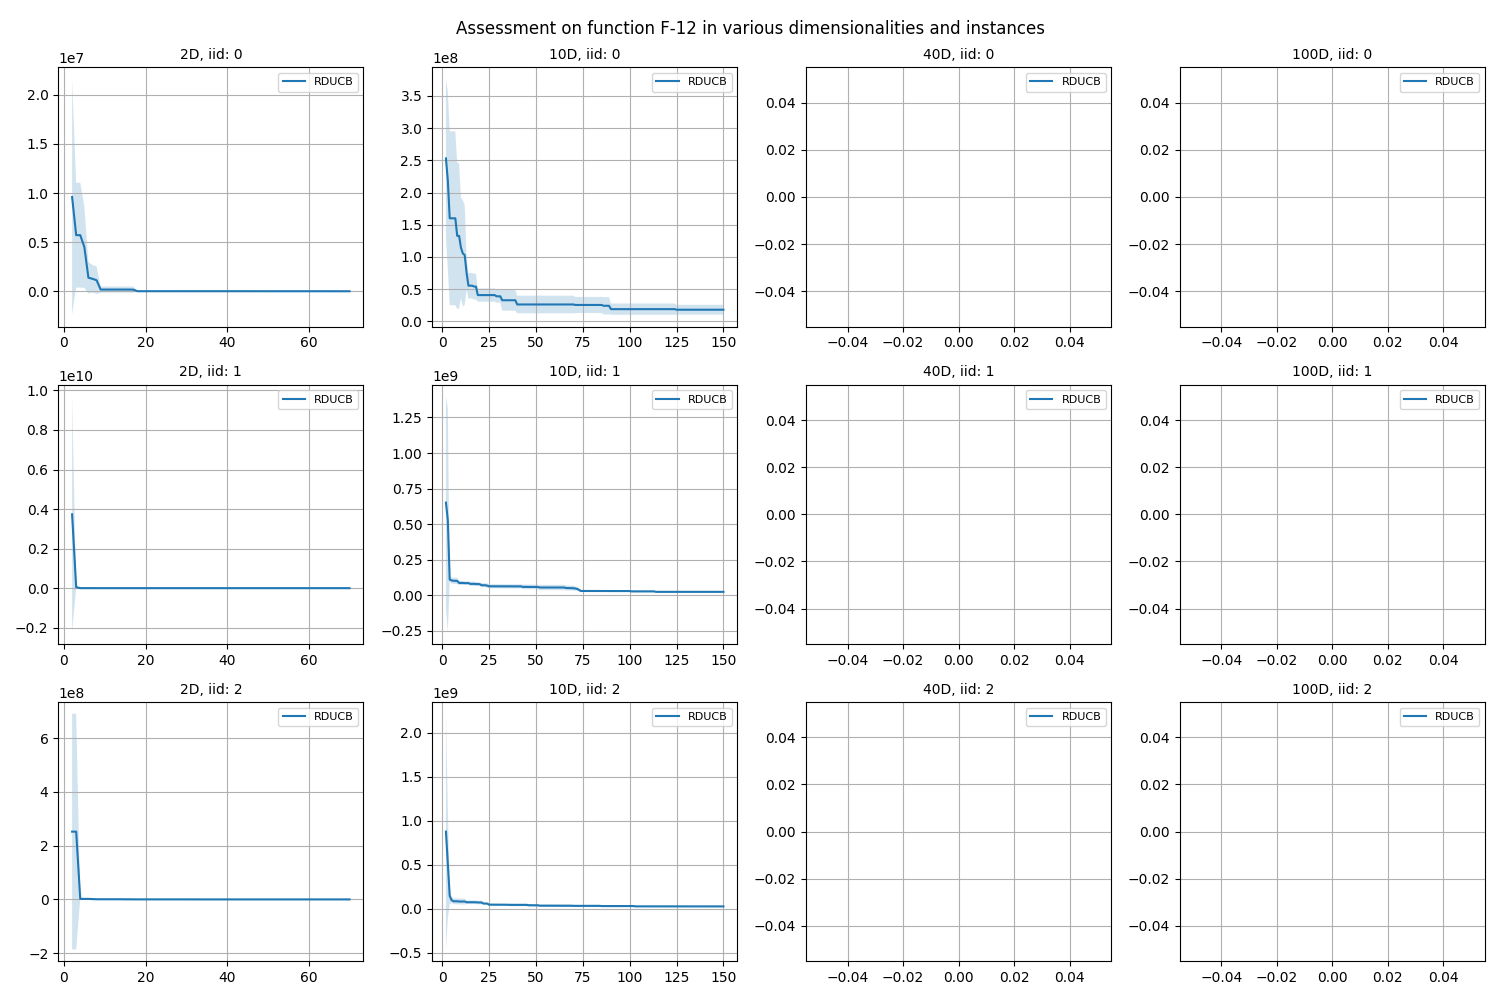 Assessment on function F-12 in various dimensionalities and instances
2D, iid: 0
1e7
RDUCB
2.0
1.5
1.0
0.5
0.0
0 20 40 60
10D, iid: 0
1e8
RDUCB
3.5
3.0
2.5
2.0
1.5
1.0
0.5
0.0
0 25 50 75 100 125 150
40D, iid: 0
RDUCB
0.04
0.02
0.00
−0.02
−0.04
−0.04 −0.02 0.00 0.02 0.04
100D, iid: 0
RDUCB
0.04
0.02
0.00
−0.02
−0.04
−0.04 −0.02 0.00 0.02 0.04
2D, iid: 1
1e10
RDUCB
1.0
0.8
0.6
0.4
0.2
0.0
−0.2
0 20 40 60
10D, iid: 1
1e9
RDUCB
1.25
1.00
0.75
0.50
0.25
0.00
−0.25
0 25 50 75 100 125 150
40D, iid: 1
RDUCB
0.04
0.02
0.00
−0.02
−0.04
−0.04 −0.02 0.00 0.02 0.04
100D, iid: 1
RDUCB
0.04
0.02
0.00
−0.02
−0.04
−0.04 −0.02 0.00 0.02 0.04
2D, iid: 2
1e8
RDUCB
6
4
2
0
−2
0 20 40 60
10D, iid: 2
1e9
RDUCB
2.0
1.5
1.0
0.5
0.0
−0.5
0 25 50 75 100 125 150
40D, iid: 2
RDUCB
0.04
0.02
0.00
−0.02
−0.04
−0.04 −0.02 0.00 0.02 0.04
100D, iid: 2
RDUCB
0.04
0.02
0.00
−0.02
−0.04
−0.04 −0.02 0.00 0.02 0.04